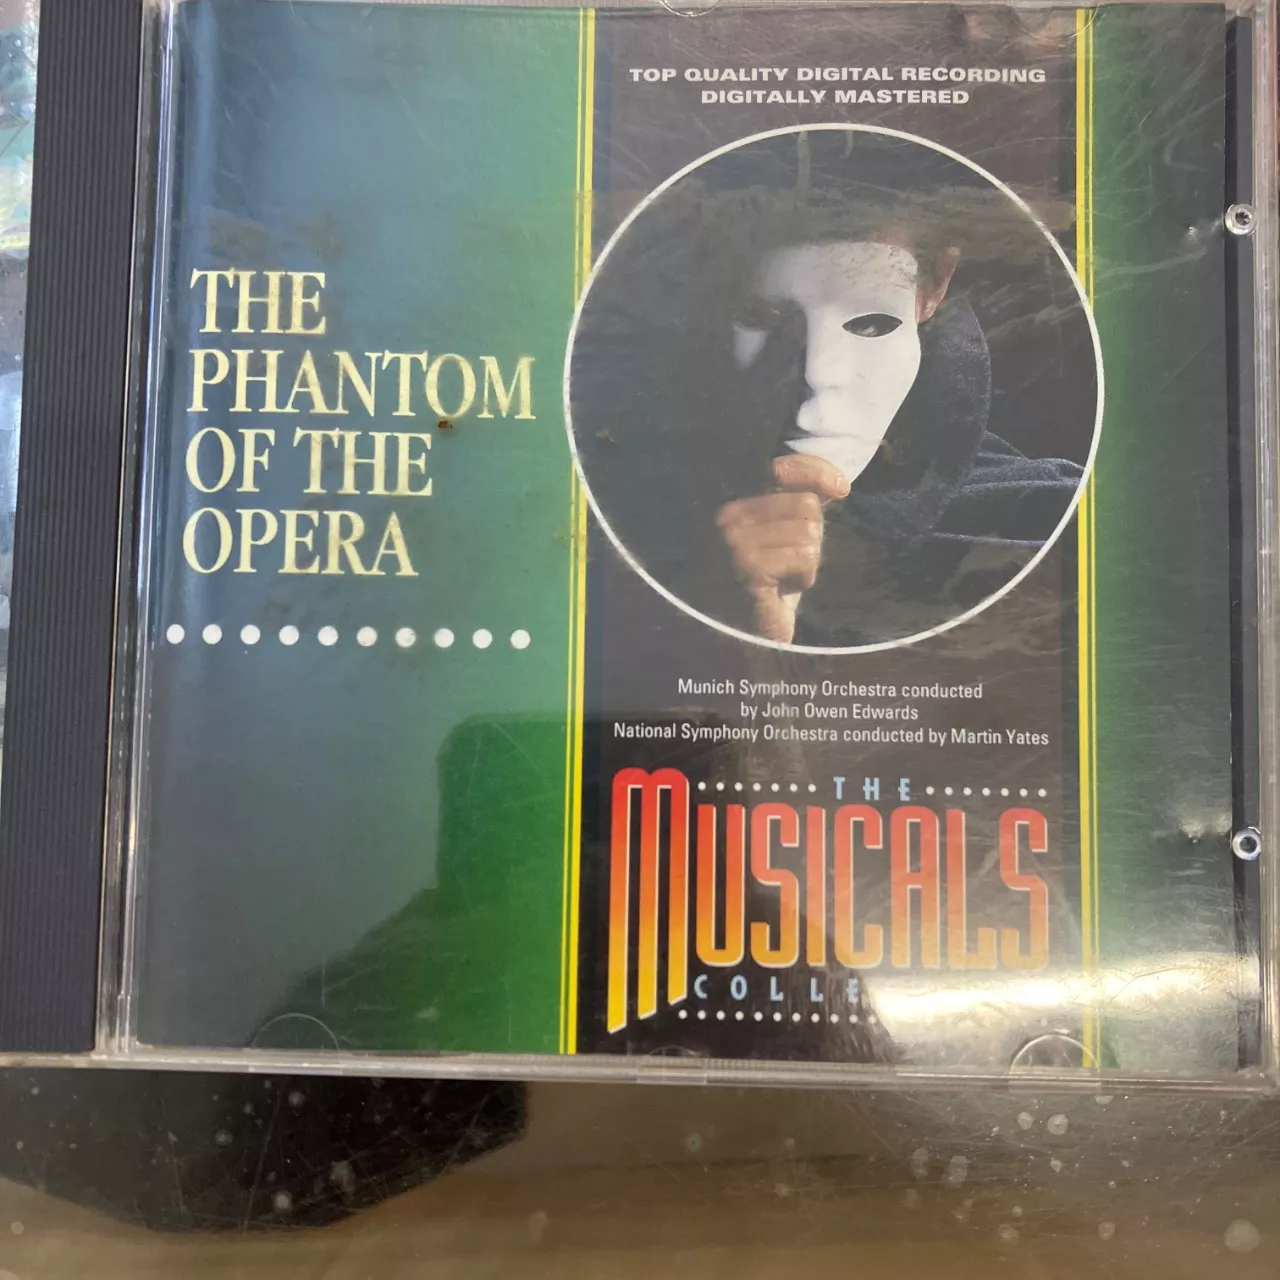 THE
PHANTOM
OF THE
OPERA
TOP QUALITY DIGITAL RECORDING
DIGITALLY MASTERED
Munich Symphony Orchestra conducted
by John Owen Edwards
National Symphony Orchestra conducted by Martin Yates
THE
MUSICALS